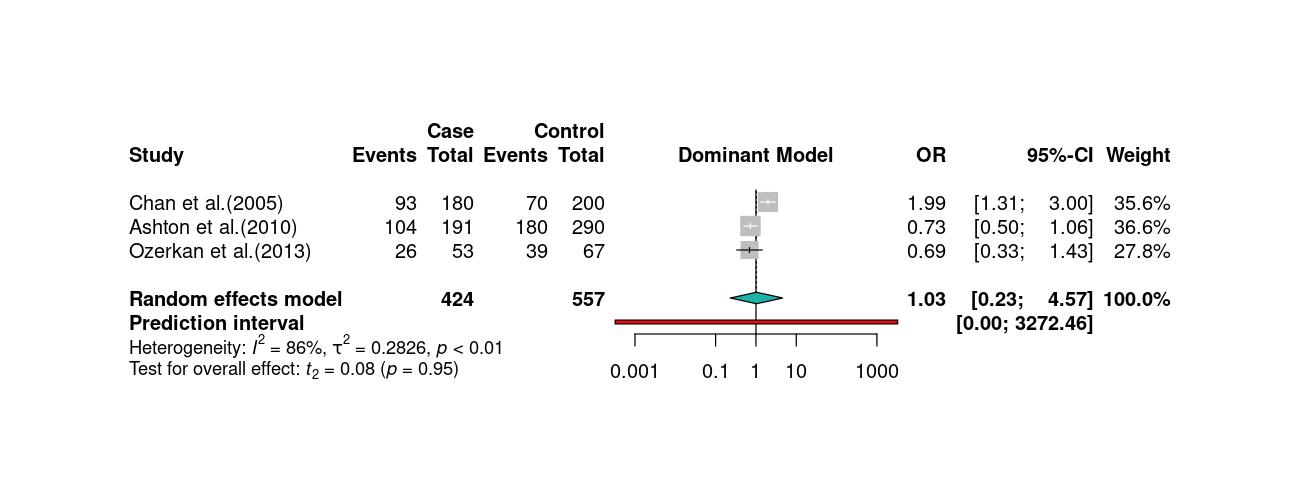 Case Control
Study Events Total Events Total Dominant Model OR 95%-CI Weight
Chan et al.(2005) 93 180 70 200 1.99 [1.31; 3.00] 35.6%
Ashton et al.(2010) 104 191 180 290 0.73 [0.50; 1.06] 36.6%
Ozerkan et al.(2013) 26 53 39 67 0.69 [0.33; 1.43] 27.8%
Random effects model 424 557 1.03 [0.23; 4.57] 100.0%
Prediction interval [0.00; 3272.46]
Heterogeneity: I² = 86%, τ² = 0.2826, p < 0.01
Test for overall effect: t₂ = 0.08 (p = 0.95)
0.001 0.1 1 10 1000